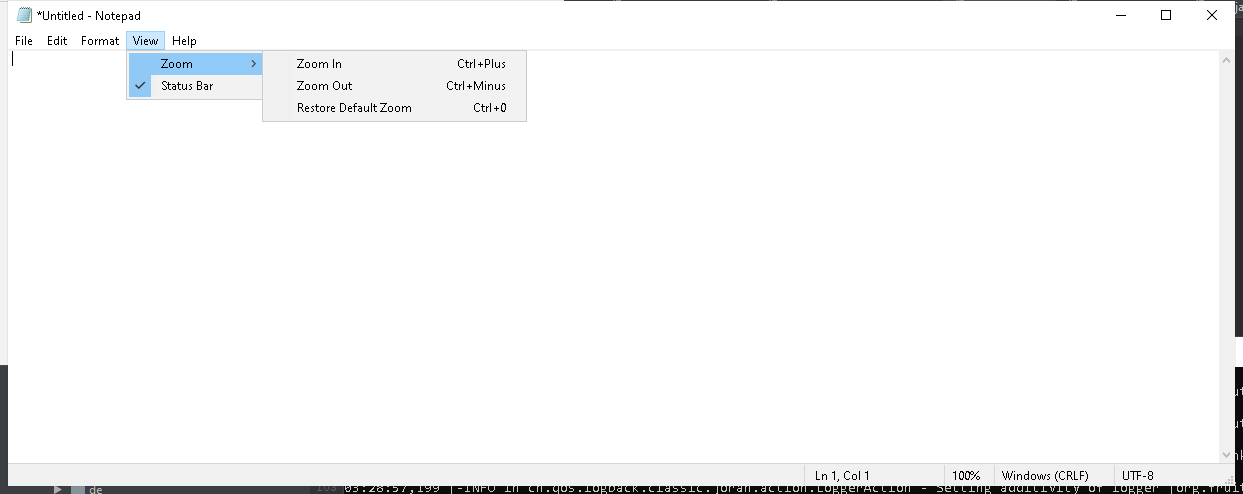 *Untitled - Notepad
File Edit Format View Help
Zoom
Status Bar
Zoom In Ctrl+Plus
Zoom Out Ctrl+Minus
Restore Default Zoom Ctrl+0
Ln 1, Col 1 100% Windows (CRLF) UTF-8
de 03:28:57,199 |-INFO in ch.qos.logback.classic.joran.action.LoggerAction - Setting additivity of logger